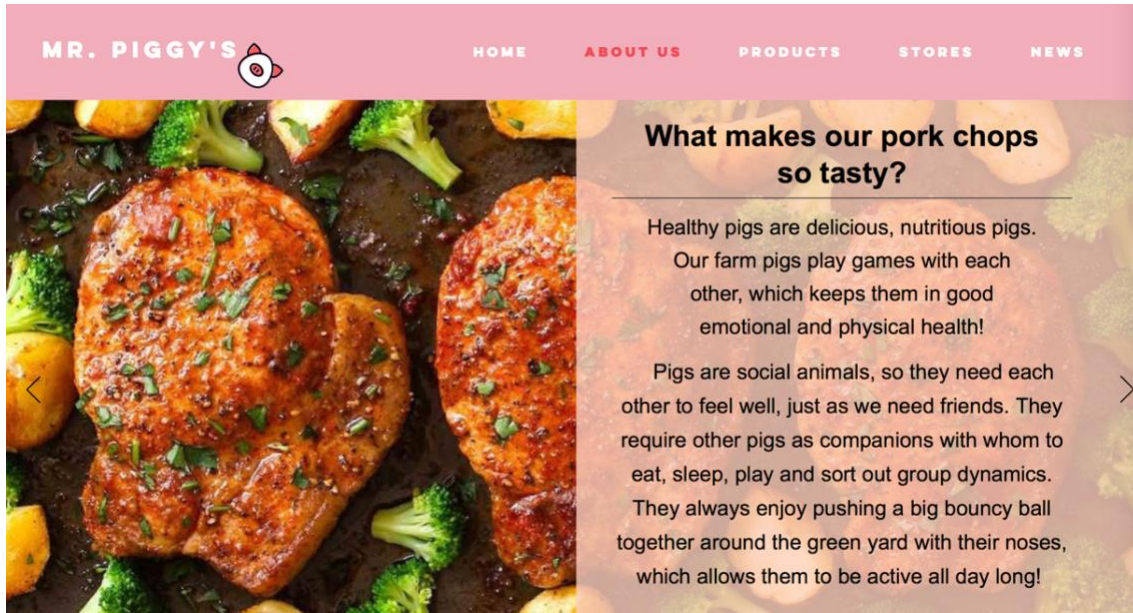 MR. PIGGY'S
HOME
ABOUT US
PRODUCTS
STORES
NEWS
What makes our pork chops
so tasty?
Healthy pigs are delicious, nutritious pigs.
Our farm pigs play games with each
other, which keeps them in good
emotional and physical health!
Pigs are social animals, so they need each
other to feel well, just as we need friends. They
require other pigs as companions with whom to
eat, sleep, play and sort out group dynamics.
They always enjoy pushing a big bouncy ball
together around the green yard with their noses,
which allows them to be active all day long!